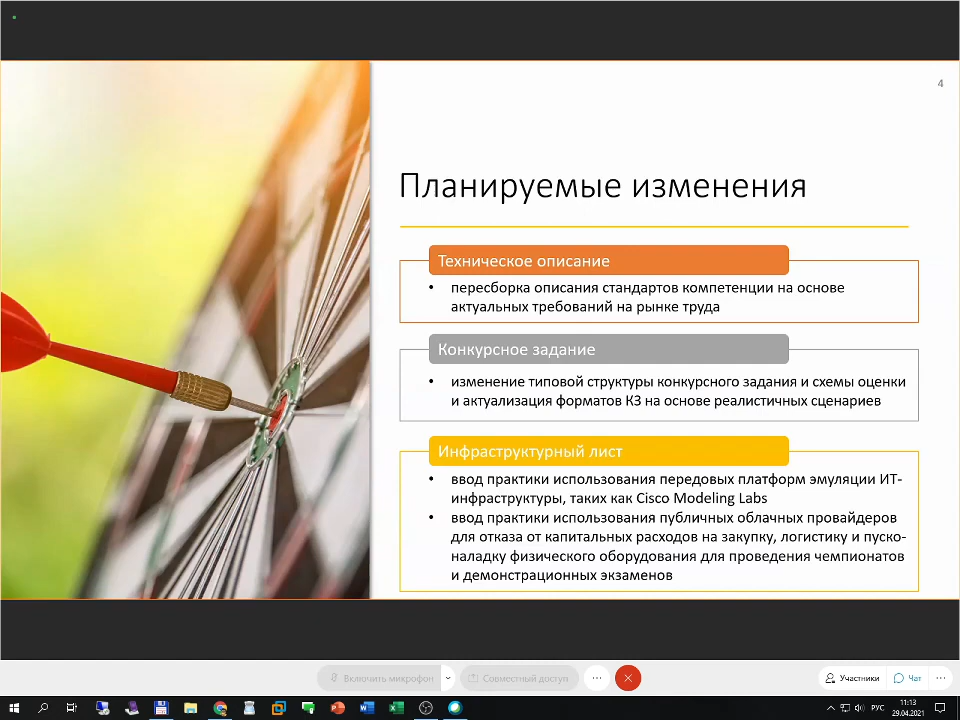 4
Планируемые изменения
Техническое описание
• пересборка описания стандартов компетенции на основе
актуальных требований на рынке труда
Конкурсное задание
• изменение типовой структуры конкурсного задания и схемы оценки
и актуализация форматов КЗ на основе реалистичных сценариев
Инфраструктурный лист
• ввод практики использования передовых платформ эмуляции ИТ-
инфраструктуры, таких как Cisco Modeling Labs
• ввод практики использования публичных облачных провайдеров
для отказа от капитальных расходов на закупку, логистику и пуско-
наладку физического оборудования для проведения чемпионатов
и демонстрационных экзаменов
Включить микрофон
Совместный доступ
Участники
Чат
РУС
11:13
29.04.2021